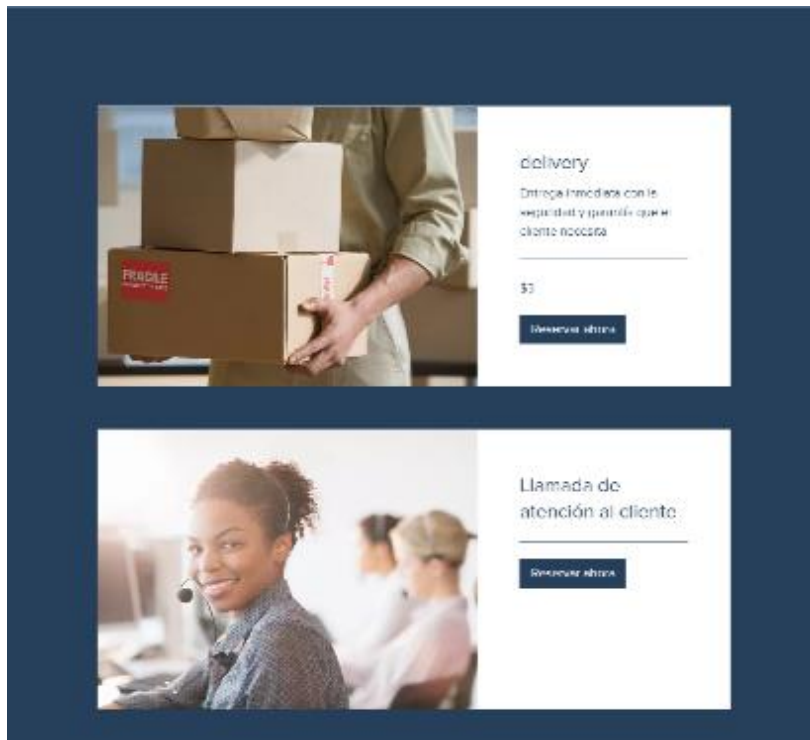 FRAGILE
delivery
Entrega inmediata con la
seguridad y garantía que el
cliente necesita
$3
Reservar ahora
Llamada de
atención al cliente
Reservar ahora